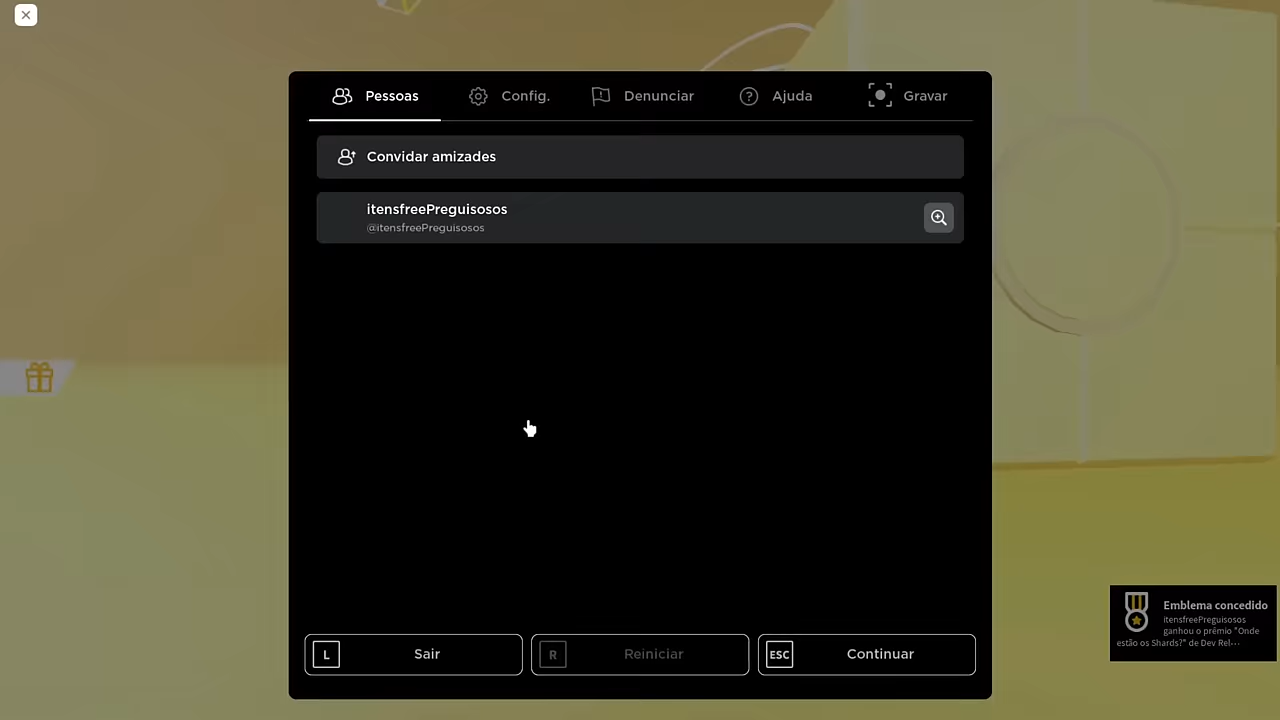 Pessoas
Config.
Denunciar
Ajuda
Gravar
Convidar amizades
itensfreePreguisosos
@itensfreePreguisosos
Emblema concedido
itensfreePreguisosos
ganhou o prêmio "Onde
estão os Shards?" de Dev Rel···
L Sair
R Reiniciar
ESC Continuar